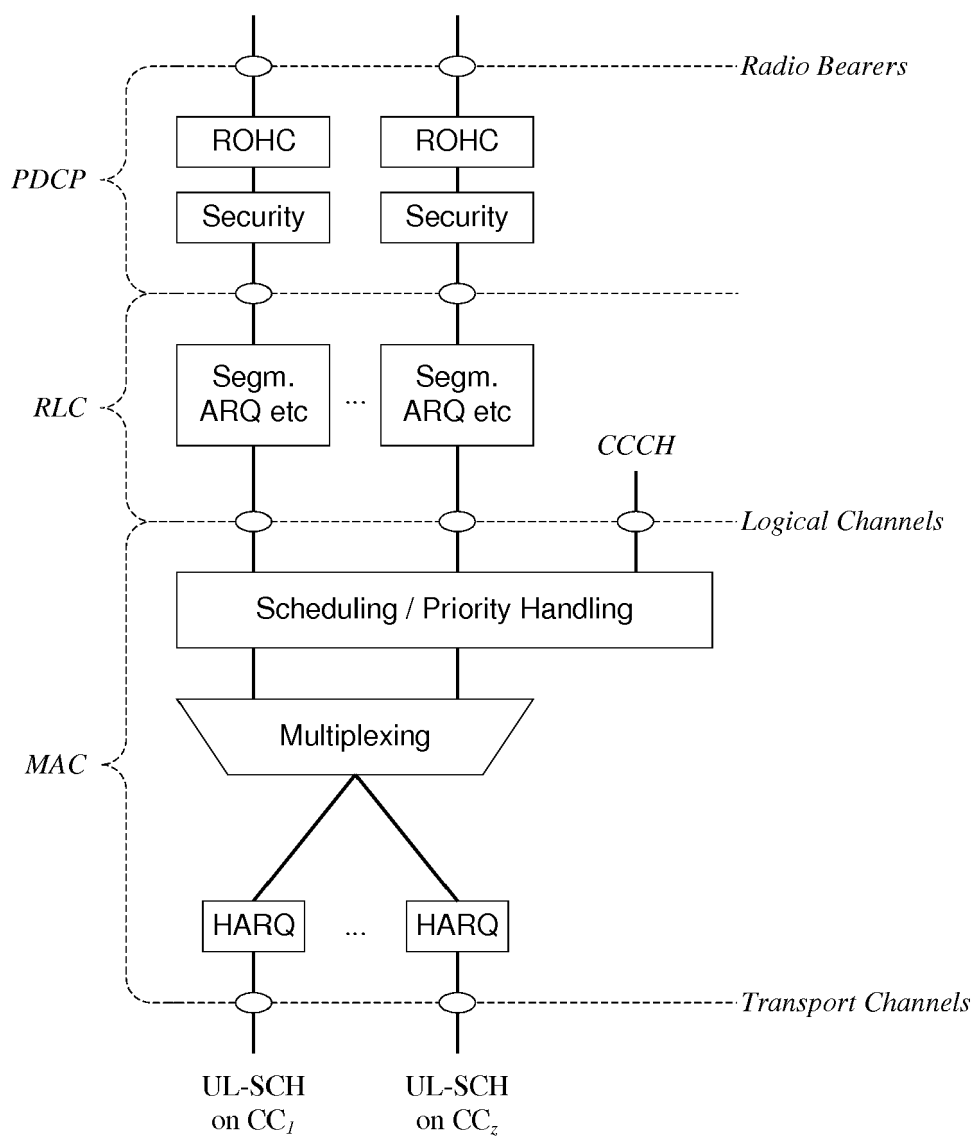 Radio Bearers
ROHC
ROHC
PDCP
Security
Security
Segm.
ARQ etc
...
Segm.
ARQ etc
RLC
CCCH
Logical Channels
Scheduling / Priority Handling
Multiplexing
MAC
HARQ
...
HARQ
Transport Channels
UL-SCH
on CC1
UL-SCH
on CCz